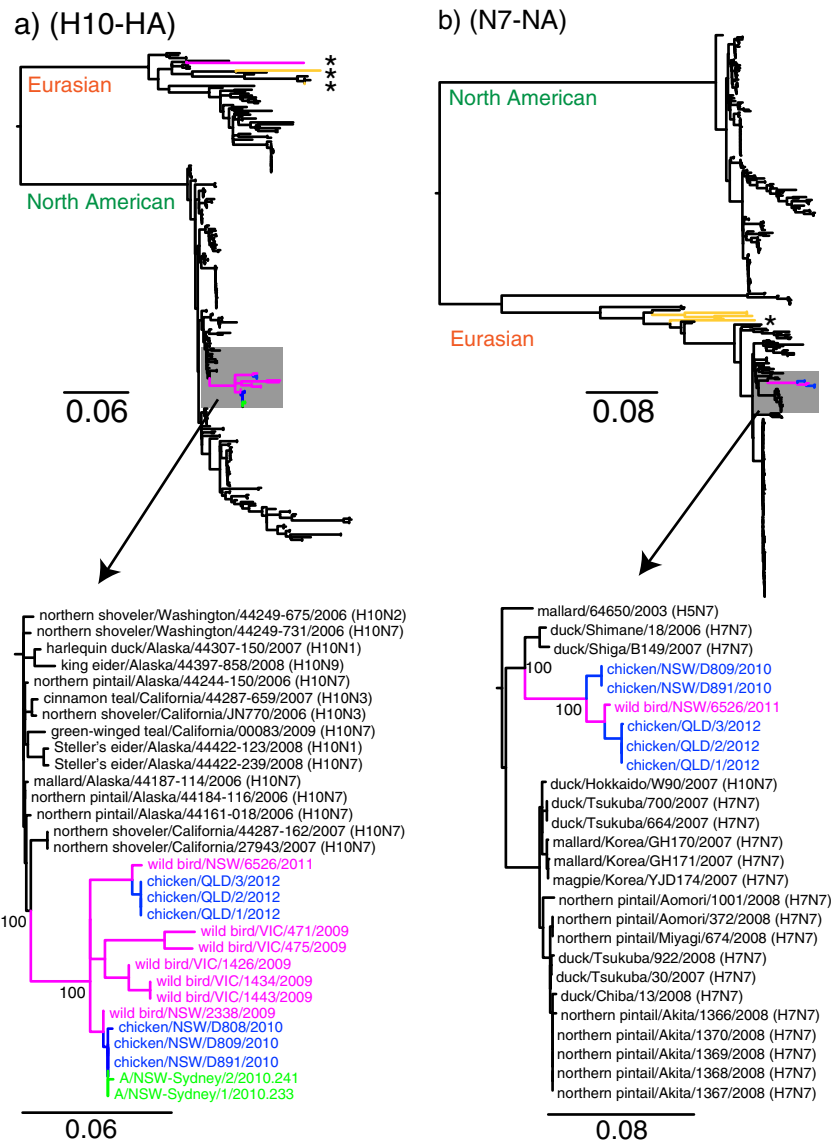 a) (H10-HA)
Eurasian
*
*
*
North American
0.06
northern shoveler/Washington/44249-675/2006 (H10N2)
northern shoveler/Washington/44249-731/2006 (H10N7)
harlequin duck/Alaska/44307-150/2007 (H10N1)
king eider/Alaska/44397-858/2008 (H10N9)
northern pintail/Alaska/44244-150/2006 (H10N7)
cinnamon teal/California/44287-659/2007 (H10N3)
northern shoveler/California/JN770/2006 (H10N3)
green-winged teal/California/00083/2009 (H10N7)
Steller's eider/Alaska/44422-123/2008 (H10N1)
Steller's eider/Alaska/44422-239/2008 (H10N7)
mallard/Alaska/44187-114/2006 (H10N7)
northern pintail/Alaska/44184-116/2006 (H10N7)
northern pintail/Alaska/44161-018/2006 (H10N7)
northern shoveler/California/44287-162/2007 (H10N7)
northern shoveler/California/27943/2007 (H10N7)
wild bird/NSW/6526/2011
chicken/QLD/3/2012
chicken/QLD/2/2012
chicken/QLD/1/2012
100
wild bird/VIC/471/2009
wild bird/VIC/475/2009
wild bird/VIC/1426/2009
wild bird/VIC/1434/2009
100
wild bird/VIC/1443/2009
wild bird/NSW/2338/2009
chicken/NSW/D808/2010
chicken/NSW/D809/2010
chicken/NSW/D891/2010
A/NSW-Sydney/2/2010.241
A/NSW-Sydney/1/2010.233
0.06
b) (N7-NA)
North American
*
Eurasian
0.08
mallard/64650/2003 (H5N7)
duck/Shimane/18/2006 (H7N7)
duck/Shiga/B149/2007 (H7N7)
100
chicken/NSW/D809/2010
chicken/NSW/D891/2010
100
wild bird/NSW/6526/2011
chicken/QLD/3/2012
chicken/QLD/2/2012
chicken/QLD/1/2012
duck/Hokkaido/W90/2007 (H10N7)
duck/Tsukuba/700/2007 (H7N7)
duck/Tsukuba/664/2007 (H7N7)
mallard/Korea/GH170/2007 (H7N7)
mallard/Korea/GH171/2007 (H7N7)
magpie/Korea/YJD174/2007 (H7N7)
northern pintail/Aomori/1001/2008 (H7N7)
northern pintail/Aomori/372/2008 (H7N7)
northern pintail/Miyagi/674/2008 (H7N7)
duck/Tsukuba/922/2008 (H7N7)
duck/Tsukuba/30/2007 (H7N7)
duck/Chiba/13/2008 (H7N7)
northern pintail/Akita/1366/2008 (H7N7)
northern pintail/Akita/1370/2008 (H7N7)
northern pintail/Akita/1369/2008 (H7N7)
northern pintail/Akita/1368/2008 (H7N7)
northern pintail/Akita/1367/2008 (H7N7)
0.08